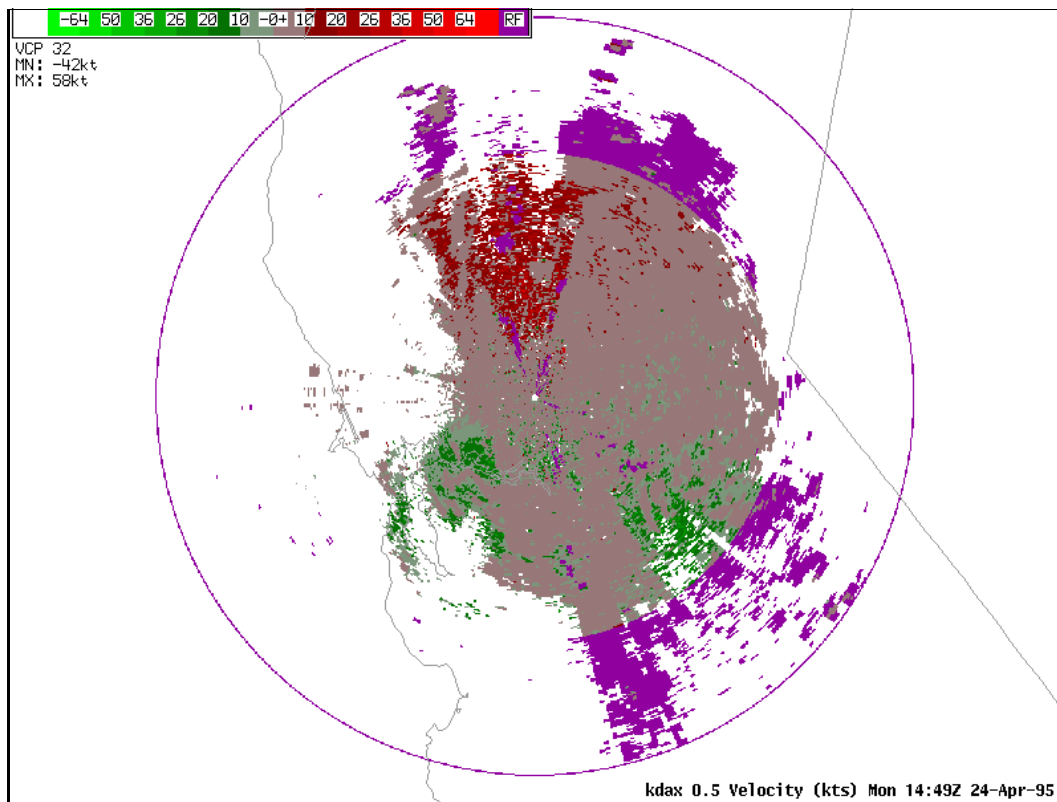 -64 50 36 26 20 10 -0+ 10 20 26 36 50 64 RF
VCP 32
MN: -42kt
MX: 58kt
kdax 0.5 Velocity (kts) Mon 14:49Z 24-Apr-95